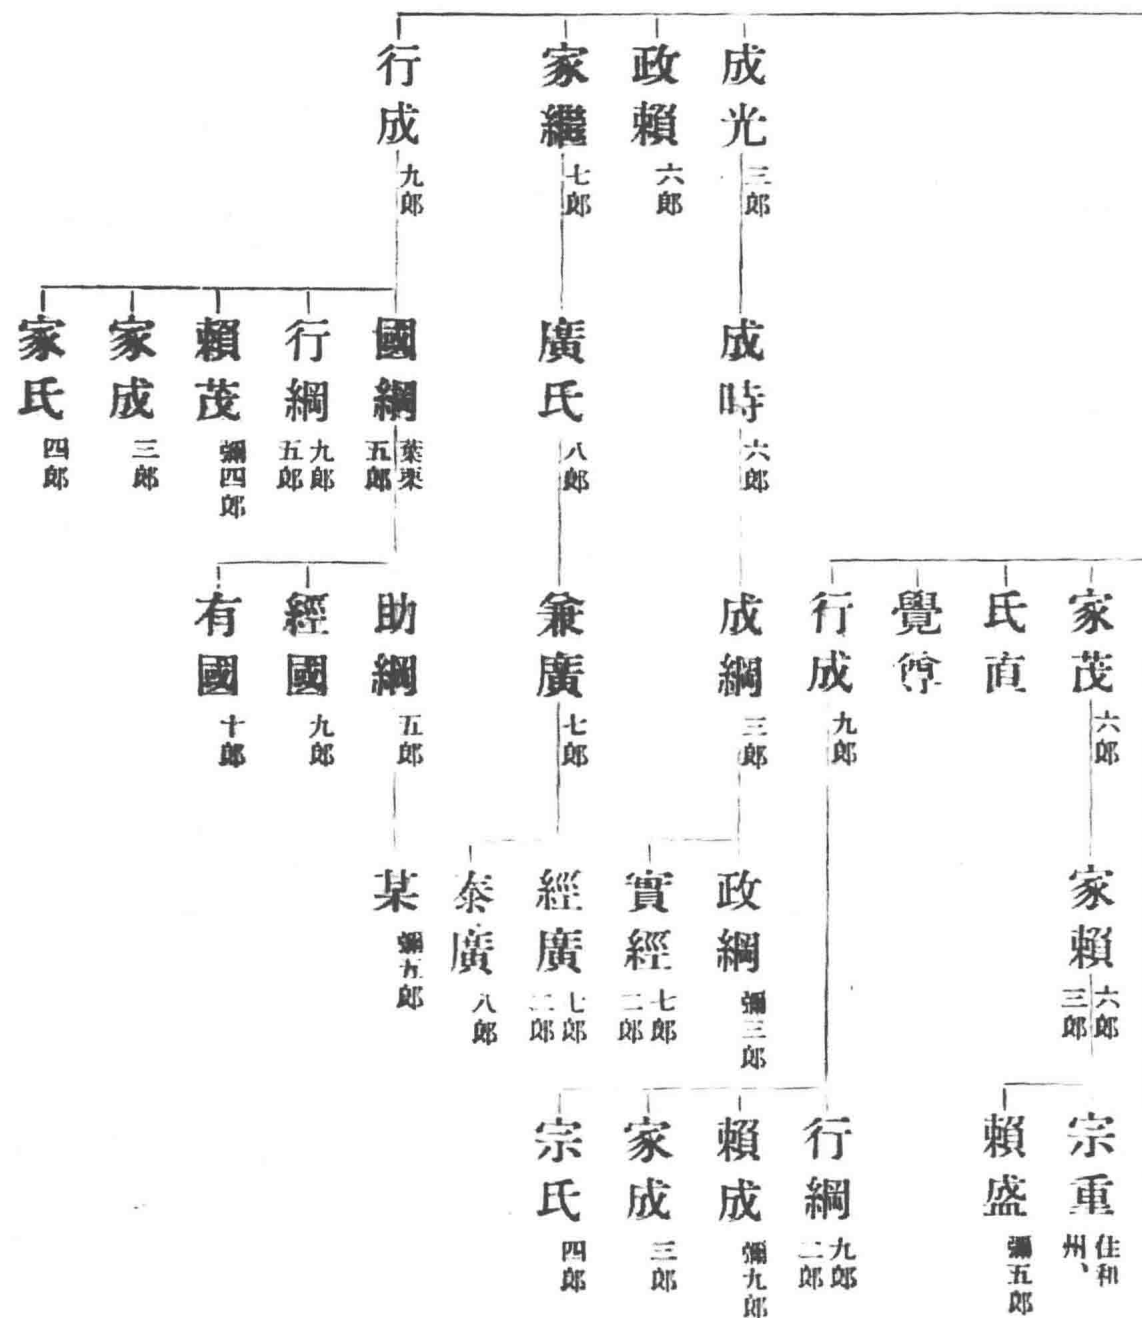 成光 三郎
政賴 六郎
家繼 七郎
行成 九郎
成時 六郎
廣氏 八郎
國綱 葉栗五郎
行綱 九郎五郎
賴茂 彌四郎
家成 三郎
家氏 四郎
家茂 六郎
氏直
覺尊
行成 九郎
成綱 三郎
兼廣 七郎
助綱 五郎
經國 九郎
有國 十郎
家賴 六郎三郎
政綱 彌三郎
實經 七郎二郎
經廣 七郎二郎
泰廣 八郎
某 彌五郎
宗重 住和州、
賴盛 彌五郎
行綱 九郎二郎
賴成 彌九郎
家成 三郎
宗氏 四郎